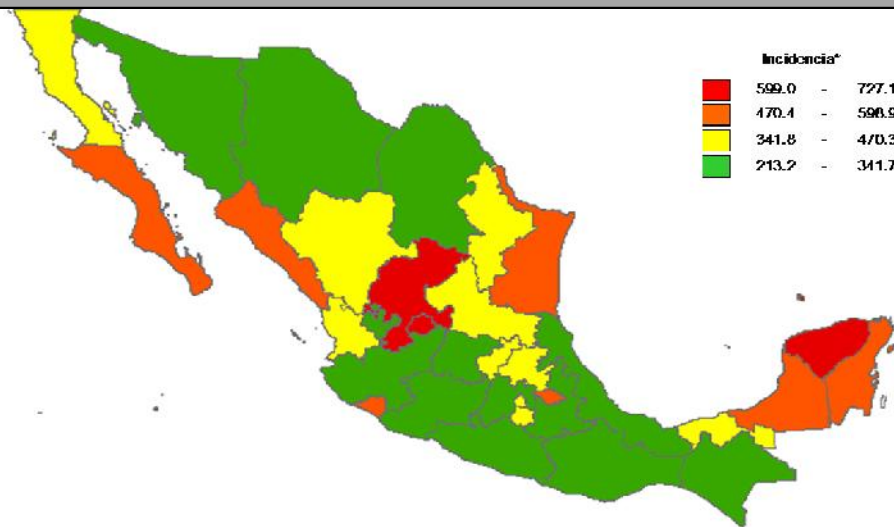 Incidencia*
599.0 - 727.1
470.4 - 598.9
341.8 - 470.3
213.2 - 341.7